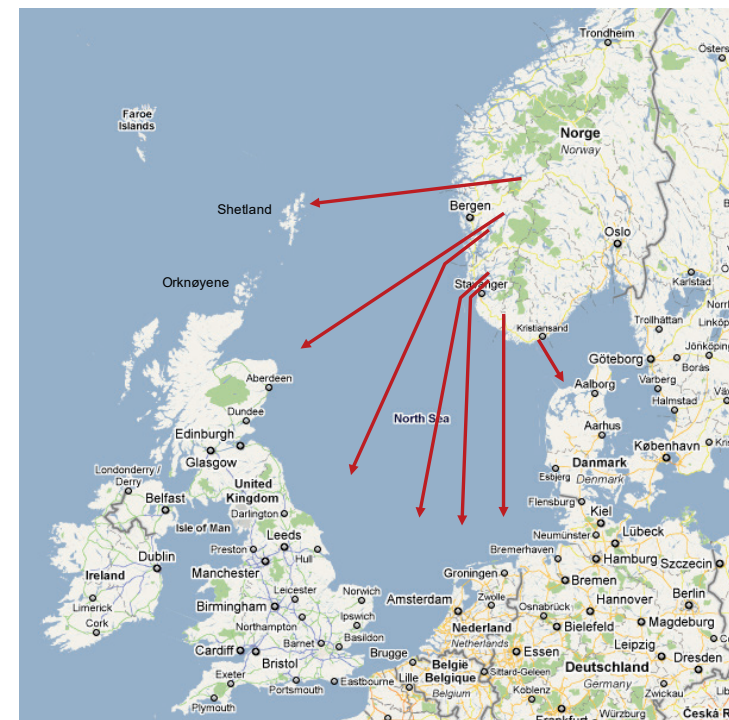 Trondheim
Faroe
Islands
Norge
Norway
Shetland
Bergen
Oslo
Orknøyene
Stavanger
Karlstad
Kristiansand
Trollhättan
Jönköping
Göteborg
Borås
Aberdeen
Aalborg
Varberg
Halmstad
Dundee
North Sea
Aarhus
Edinburgh
København
Glasgow
Danmark
Denmark
Londonderry /
Derry
Esbjerg
United
Kingdom
Belfast
Flensburg
Darlington
Kiel
Isle of Man
Lübeck
Neumünster
Leeds
Preston
Dublin
Hull
Bremerhaven
Hamburg
Szczecin
Manchester
Ireland
Groningen
Bremen
Leicester
Norwich
Zwolle
Berlin
Limerick
Birmingham
Amsterdam
Osnabrück
Hannover
Cork
Northampton
Ipswich
Nederland
Netherlands
Bielefeld
Magdeburg
Barnet
Basildon
Cardiff
Bristol
Brugge
Essen
Leipzig
België
Belgique
Belgium
Sittard-Geleen
Deutschland
Germany
Dresden
Exeter
Portsmouth
Eastbourne
Lille
Koblenz
Zwickau
Plymouth
Frankfurt
Würzburg
Česká R